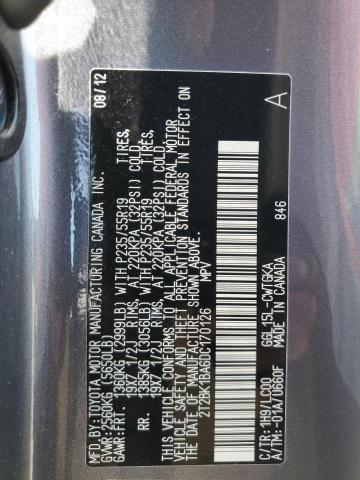 MFD.BY:TOYOTA MOTOR MANUFACTURING CANADA INC. 08/12
GVWR:2560KG (5650LB)
GAWR:FRT. 1360KG (2999LB) WITH P235/55R19 TIRES,
19X7 1/2J RIMS, AT 220KPA (32PSI) COLD
RR. 1385KG (3056LB) WITH P235/55R19 TIRES,
19X7 1/2J RIMS, AT 220KPA (32PSI) COLD
THIS VEHICLE CONFORMS TO ALL APPLICABLE FEDERAL MOTOR
VEHICLE SAFETY AND THEFT PREVENTION STANDARDS IN
EFFECT ON THE DATE OF MANUFACTURE SHOWN ABOVE.
2T2BK1BA6DC170126 MPV
A
846
C/TR:1H9/LC00 GGL15L-CWTGKA
A/TM:-01A/U660F MADE IN CANADA